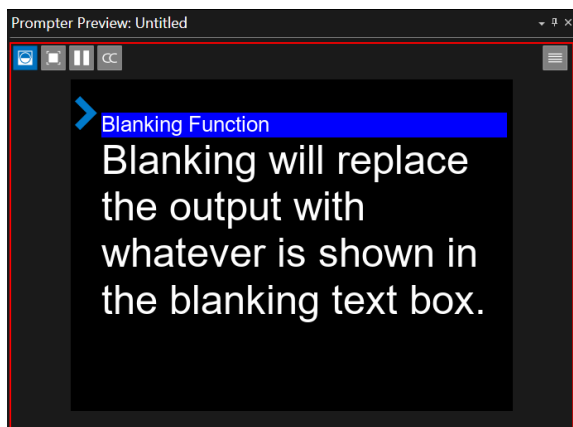 Prompter Preview: Untitled
CC
Blanking Function
Blanking will replace
the output with
whatever is shown in
the blanking text box.